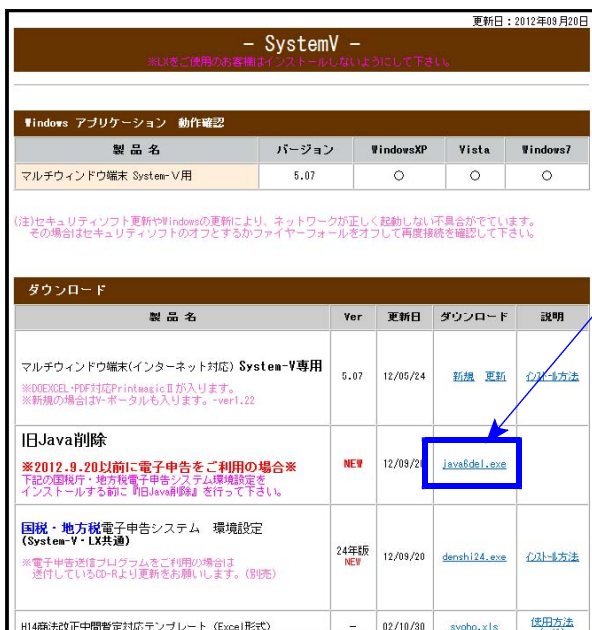 更新日:2012年09月20日
- SystemV -
※LXをご使用のお客様はインストールしないようにして下さい。
Windows アプリケーション 動作確認
製 品 名 バージョン WindowsXP Vista Windows7
マルチウィンドウ端末 System-V用 5.07 ○ ○ ○
(注)セキュリティソフト更新やWindowsの更新により、ネットワークが正しく起動しない不具合がでています。
その場合はセキュリティソフトのオフとするかファイヤーフォールをオフして再度接続を確認して下さい。
ダウンロード
製 品 名 Ver 更新日 ダウンロード 説明
マルチウィンドウ端末(インターネット対応) System-V専用 5.07 12/05/24 新規 更新 インストール方法
※DOEXCEL・PDF対応PrintmagicⅡが入ります。
※新規の場合はV-ポータルも入ります。-ver1.22
旧Java削除
※2012.9.20以前に電子申告をご利用の場合※ NEW 12/09/20 java6del.exe
下記の国税庁・地方税電子申告システム環境設定を
インストールする前に『旧Java削除』を行って下さい。
国税・地方税電子申告システム 環境設定
(System-V・LX共通) 24年版 NEW 12/09/20 denshi24.exe インストール方法
※電子申告送信プログラムをご利用の場合は
送付しているCD-Rより更新をお願いします。(別売)
H14商法改正中間暫定対応テンプレート (Excel形式) - 02/10/30 syoho.xls 使用方法